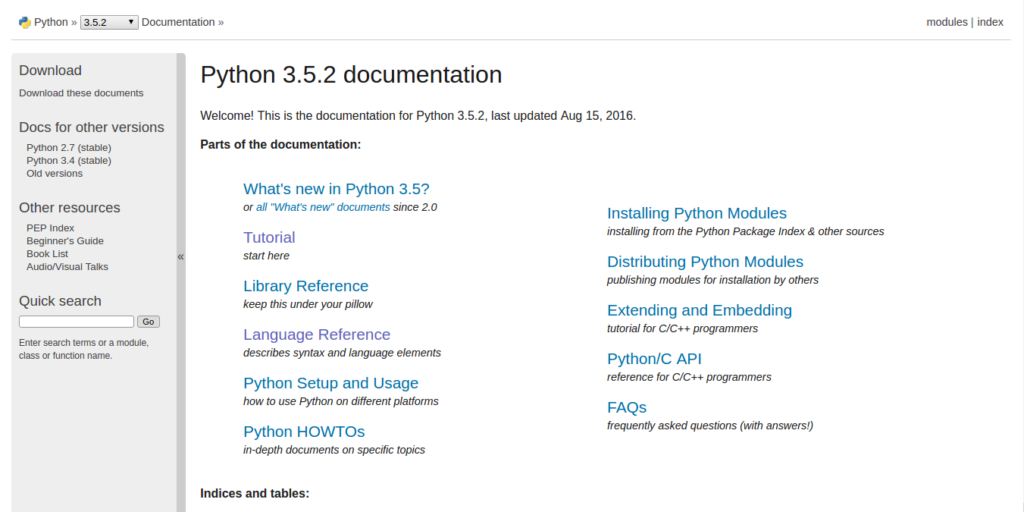 Python » 3.5.2 Documentation »
modules | index
Download
Download these documents
Docs for other versions
Python 2.7 (stable)
Python 3.4 (stable)
Old versions
Other resources
PEP Index
Beginner's Guide
Book List
Audio/Visual Talks
Quick search
Go
Enter search terms or a module,
class or function name.
«
Python 3.5.2 documentation
Welcome! This is the documentation for Python 3.5.2, last updated Aug 15, 2016.
Parts of the documentation:
What's new in Python 3.5?
or all "What's new" documents since 2.0
Tutorial
start here
Library Reference
keep this under your pillow
Language Reference
describes syntax and language elements
Python Setup and Usage
how to use Python on different platforms
Python HOWTOs
in-depth documents on specific topics
Installing Python Modules
installing from the Python Package Index & other sources
Distributing Python Modules
publishing modules for installation by others
Extending and Embedding
tutorial for C/C++ programmers
Python/C API
reference for C/C++ programmers
FAQs
frequently asked questions (with answers!)
Indices and tables: